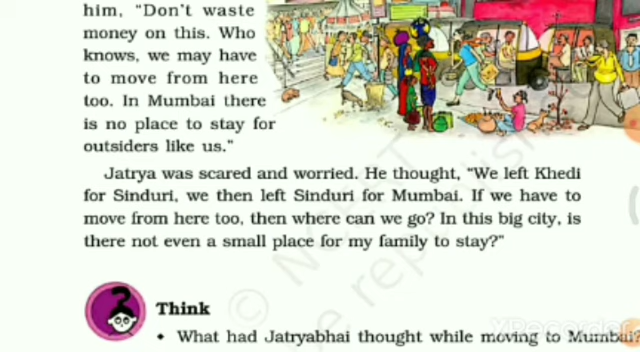 him, "Don't waste
money on this. Who
knows, we may have
to move from here
too. In Mumbai there
is no place to stay for
outsiders like us."
Jatrya was scared and worried. He thought, "We left Khedi
for Sinduri, we then left Sinduri for Mumbai. If we have to
move from here too, then where can we go? In this big city, is
there not even a small place for my family to stay?"
Think
• What had Jatryabhai thought while moving to Mumbai?
© NCERT
XRecorder